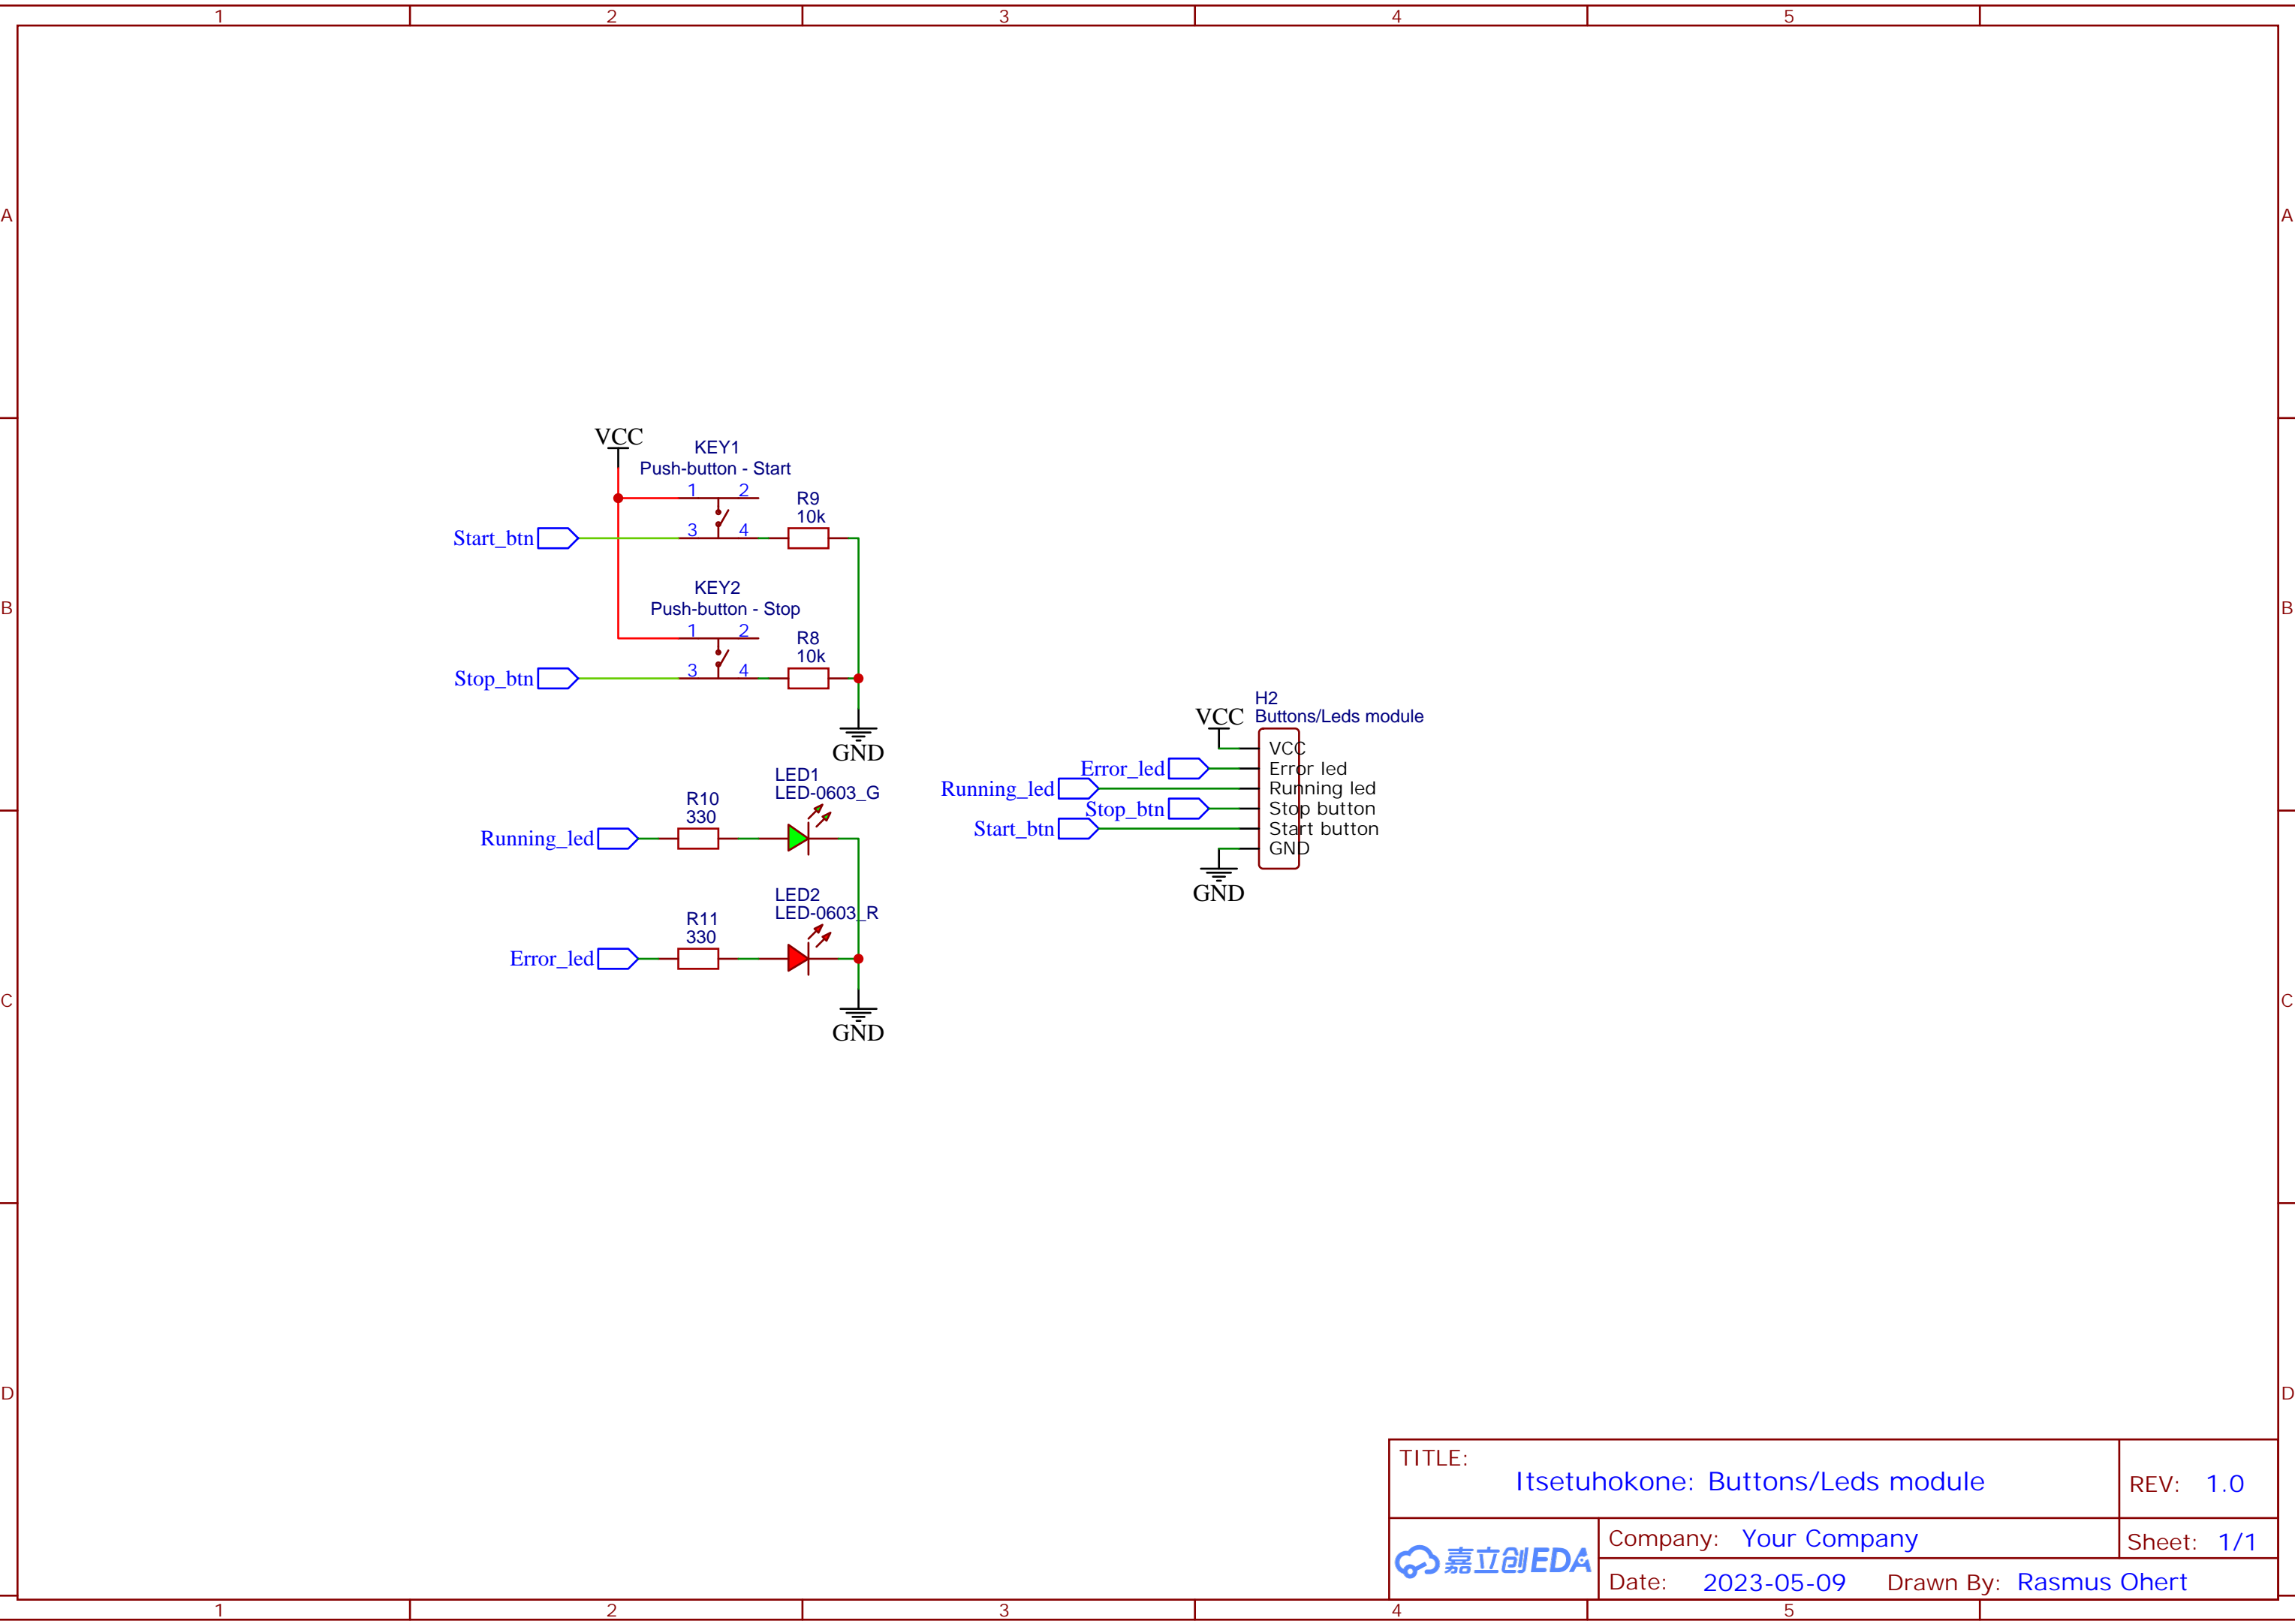 1 2 3 4 5
A A
B B
C C
D D
VCC
KEY1
Push-button - Start
1 2
R9
10k
Start_btn
3 4
KEY2
Push-button - Stop
1 2
R8
10k
Stop_btn
3 4
GND
LED1
LED-0603_G
R10
330
Running_led
LED2
LED-0603_R
R11
330
Error_led
GND
H2
VCC Buttons/Leds module
VCC
Error_led Error led
Running_led Running led
Stop_btn Stop button
Start_btn Start button
GND
GND
TITLE:
Itsetuhokone: Buttons/Leds module
REV: 1.0
嘉立创EDA
Company: Your Company
Sheet: 1/1
Date: 2023-05-09 Drawn By: Rasmus Ohert
1 2 3 4 5